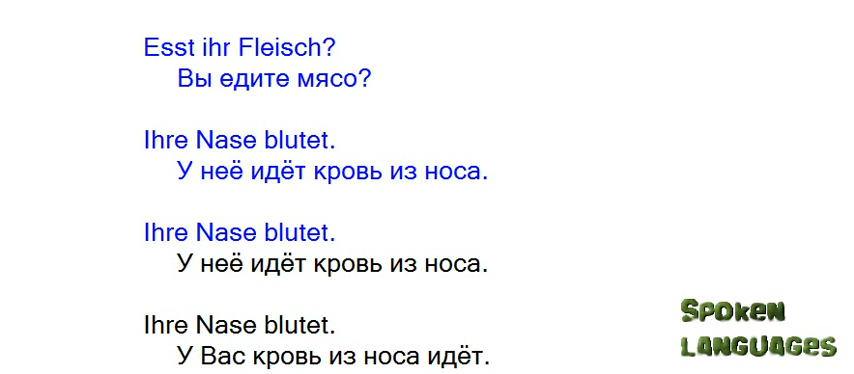 Esst ihr Fleisch?
Вы едите мясо?
Ihre Nase blutet.
У неё идёт кровь из носа.
Ihre Nase blutet.
У неё идёт кровь из носа.
Ihre Nase blutet.
У Вас кровь из носа идёт.
Spoken
Languages